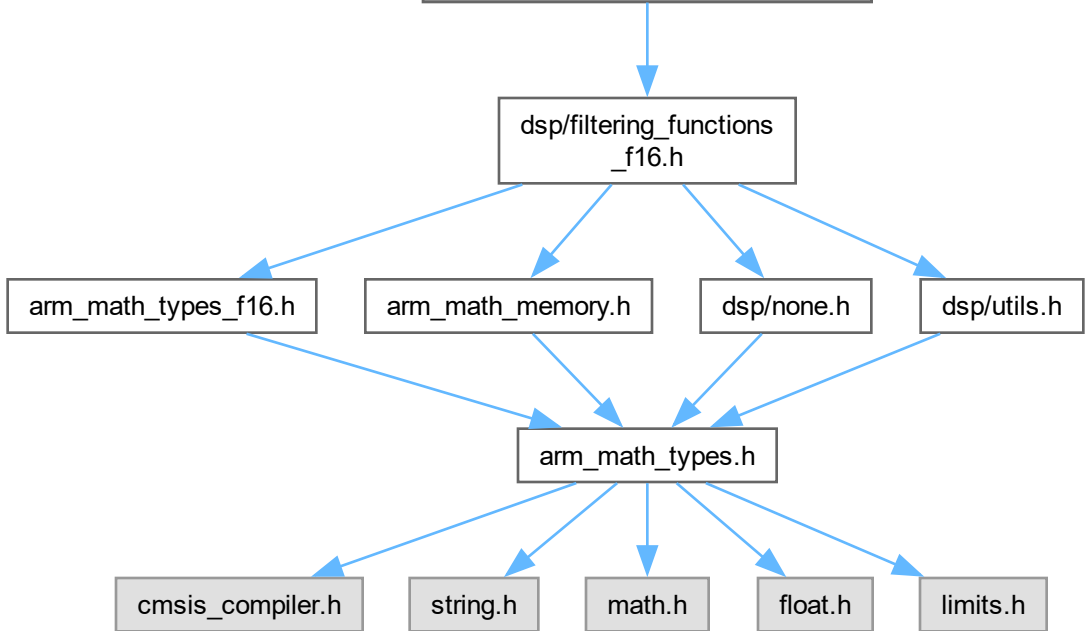 dsp/filtering_functions
_f16.h
arm_math_types_f16.h
arm_math_memory.h
dsp/none.h
dsp/utils.h
arm_math_types.h
cmsis_compiler.h
string.h
math.h
float.h
limits.h